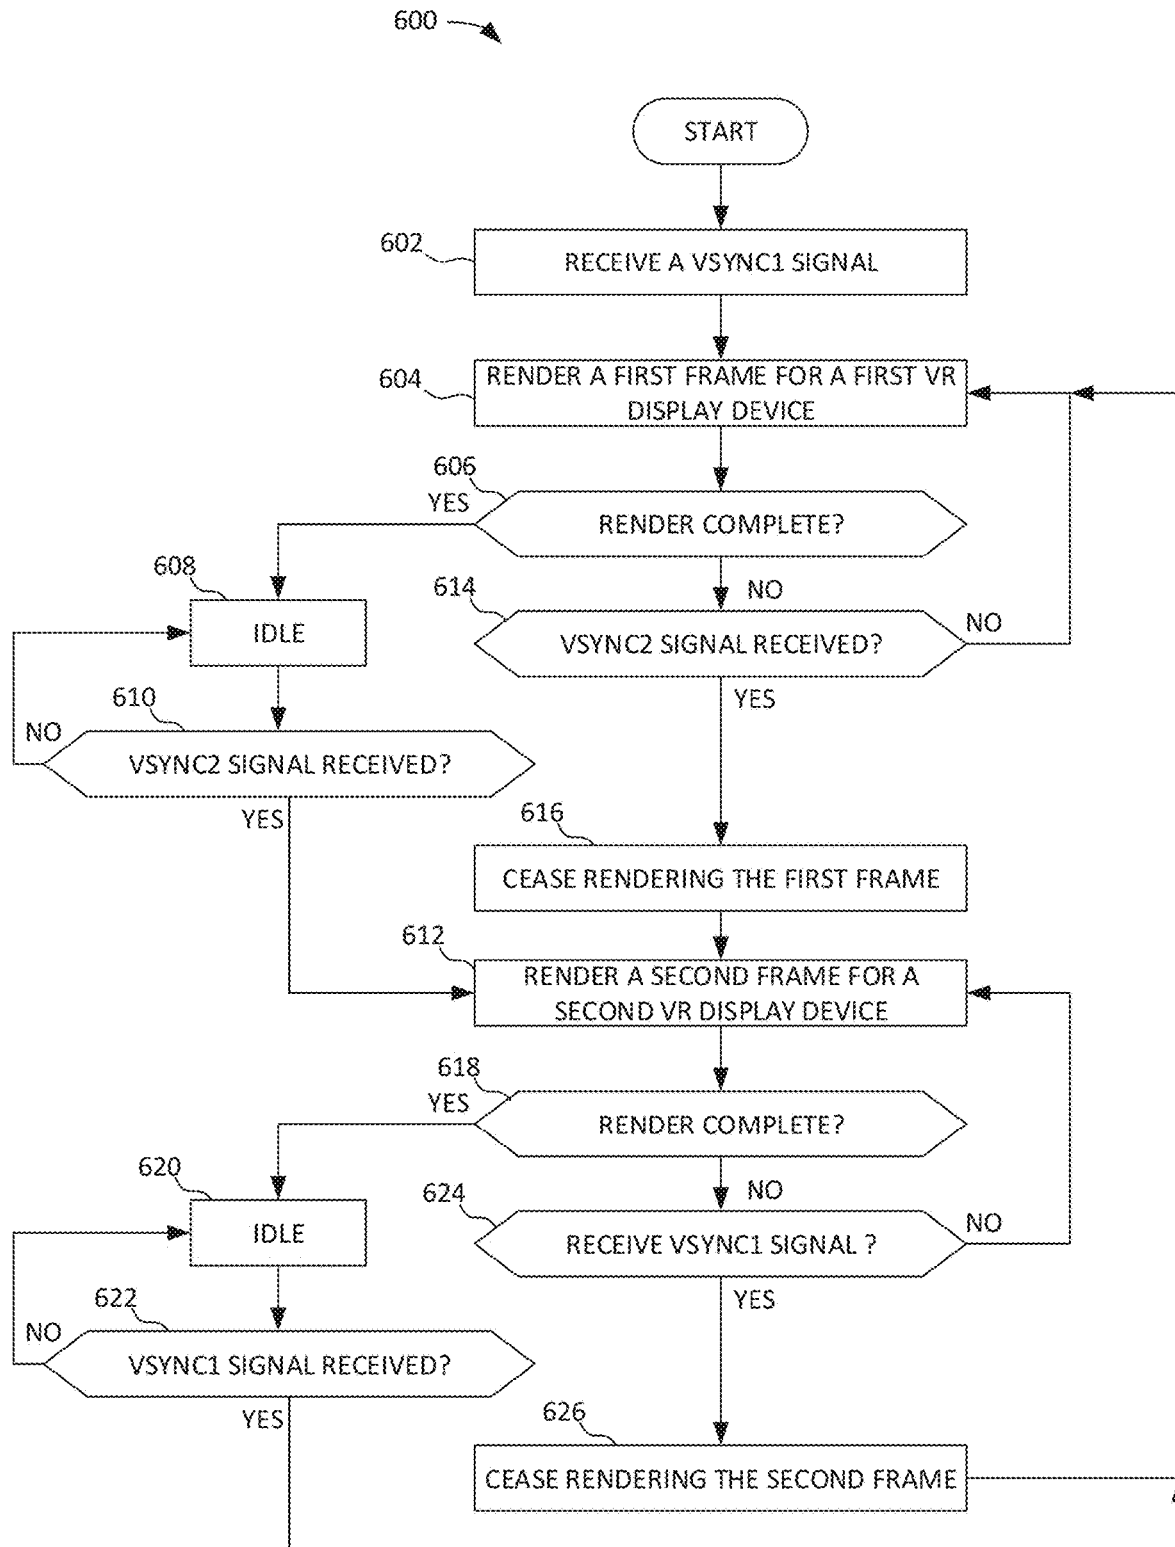 600
START
602
RECEIVE A VSYNC1 SIGNAL
604
RENDER A FIRST FRAME FOR A FIRST VR
DISPLAY DEVICE
606
YES
RENDER COMPLETE?
608
614
NO
IDLE
VSYNC2 SIGNAL RECEIVED?
NO
610
YES
NO
VSYNC2 SIGNAL RECEIVED?
YES
616
CEASE RENDERING THE FIRST FRAME
612
RENDER A SECOND FRAME FOR A
SECOND VR DISPLAY DEVICE
618
YES
RENDER COMPLETE?
620
624
NO
IDLE
RECEIVE VSYNC1 SIGNAL ?
NO
622
YES
NO
VSYNC1 SIGNAL RECEIVED?
YES
626
CEASE RENDERING THE SECOND FRAME